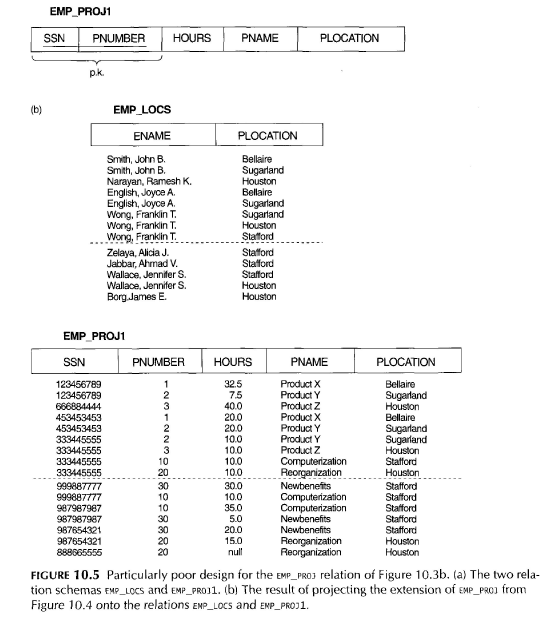 EMP_PROJ1
SSN PNUMBER HOURS PNAME PLOCATION
p.k.
(b) EMP_LOCS
ENAME PLOCATION
Smith, John B. Bellaire
Smith, John B. Sugarland
Narayan, Ramesh K. Houston
English, Joyce A. Bellaire
English, Joyce A. Sugarland
Wong, Franklin T. Sugarland
Wong, Franklin T. Houston
Wong, Franklin T. Stafford
Zelaya, Alicia J. Stafford
Jabbar, Ahmad V. Stafford
Wallace, Jennifer S. Stafford
Wallace, Jennifer S. Houston
Borg,James E. Houston
EMP_PROJ1
SSN PNUMBER HOURS PNAME PLOCATION
123456789 1 32.5 Product X Bellaire
123456789 2 7.5 Product Y Sugarland
666884444 3 40.0 Product Z Houston
453453453 1 20.0 Product X Bellaire
453453453 2 20.0 Product Y Sugarland
333445555 2 10.0 Product Y Sugarland
333445555 3 10.0 Product Z Houston
333445555 10 10.0 Computerization Stafford
333445555 20 10.0 Reorganization Houston
999887777 30 30.0 Newbenefits Stafford
999887777 10 10.0 Computerization Stafford
987987987 10 35.0 Computerization Stafford
987987987 30 5.0 Newbenefits Stafford
987654321 30 20.0 Newbenefits Stafford
987654321 20 15.0 Reorganization Houston
888665555 20 null Reorganization Houston
FIGURE 10.5 Particularly poor design for the EMP_PROJ relation of Figure 10.3b. (a) The two rela-
tion schemas EMP_LOCS and EMP_PROJ1. (b) The result of projecting the extension of EMP_PROJ from
Figure 10.4 onto the relations EMP_LOCS and EMP_PROJ1.